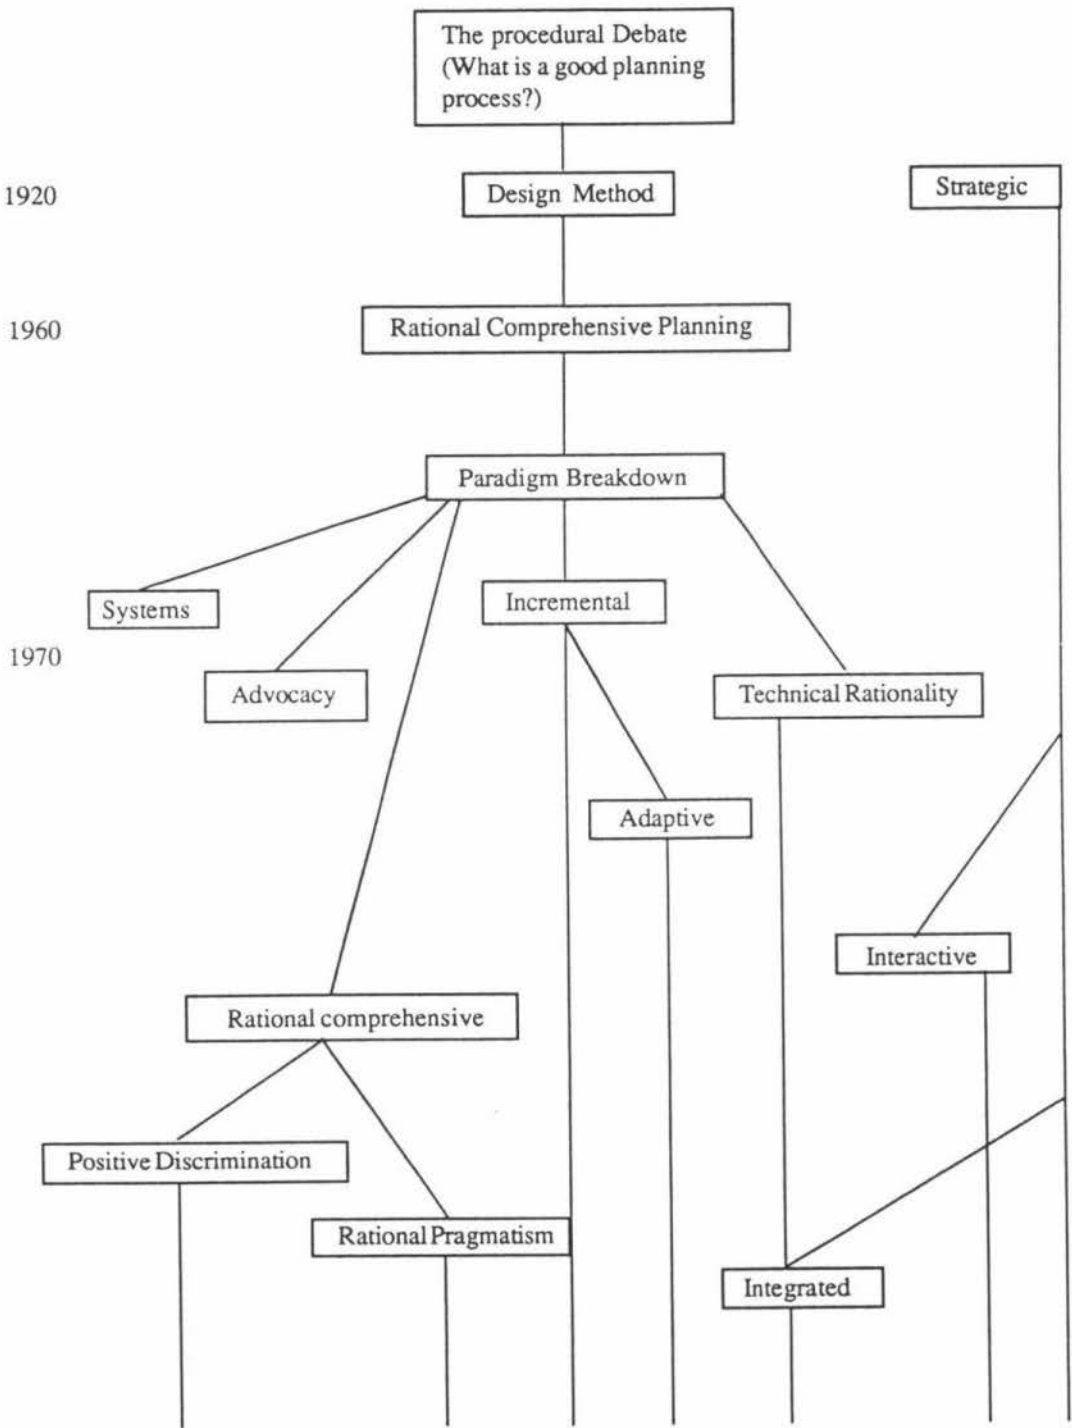 The procedural Debate
(What is a good planning
process?)
1920
Design Method
Strategic
1960
Rational Comprehensive Planning
Paradigm Breakdown
Systems
Incremental
1970
Advocacy
Technical Rationality
Adaptive
Interactive
Rational comprehensive
Positive Discrimination
Rational Pragmatism
Integrated